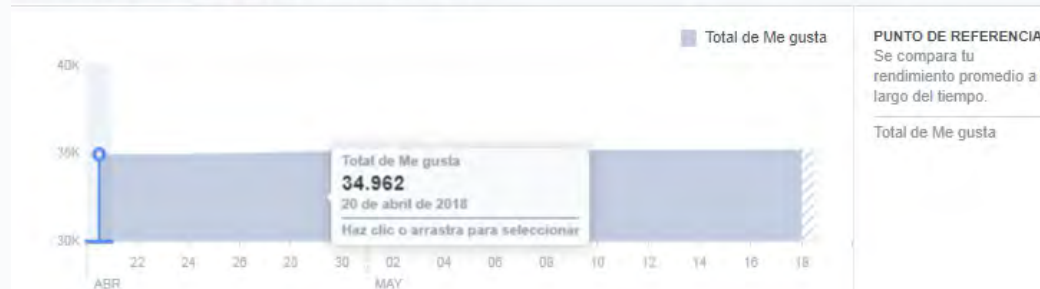 Total de Me gusta
PUNTO DE REFERENCIA
Se compara tu
rendimiento promedio a
largo del tiempo.
Total de Me gusta
40K
35K
30K
Total de Me gusta
34.962
20 de abril de 2018
Haz clic o arrastra para seleccionar
22 24 26 28 30 02 04 06 08 10 12 14 16 18
ABR MAY